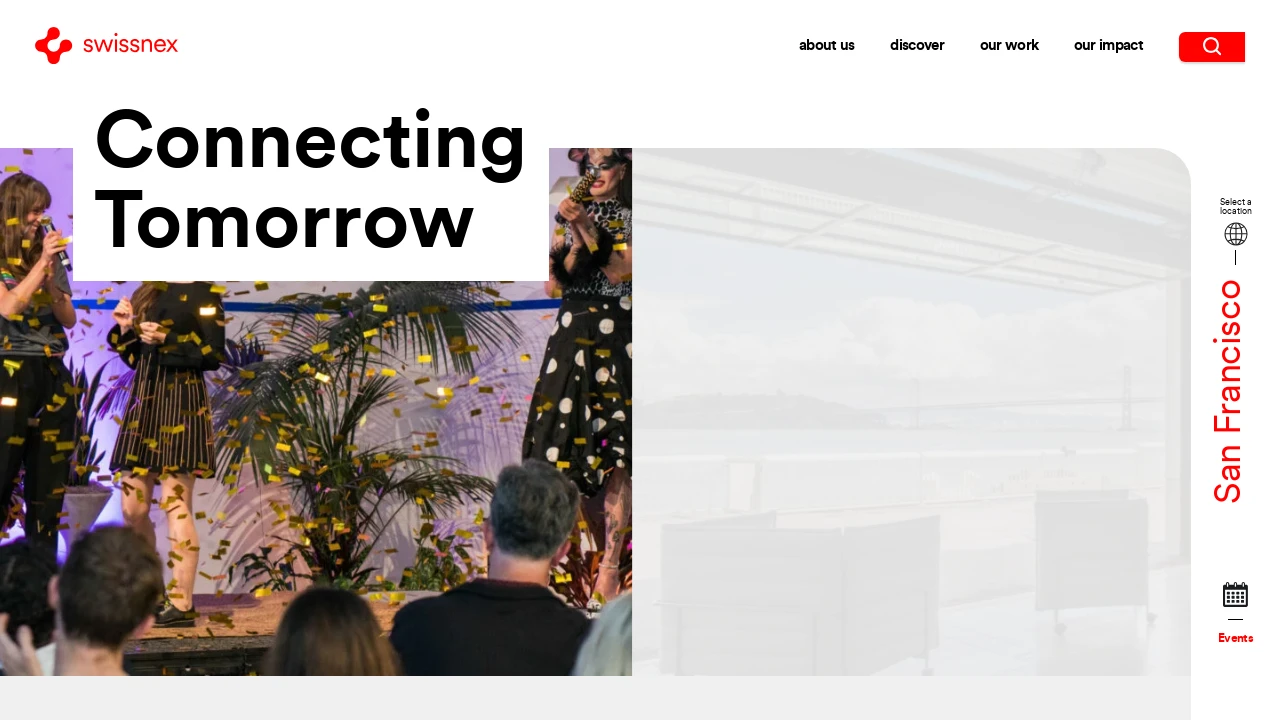 swissnex
about us
discover
our work
our impact
Connecting
Tomorrow
Select a
location
San Francisco
Events